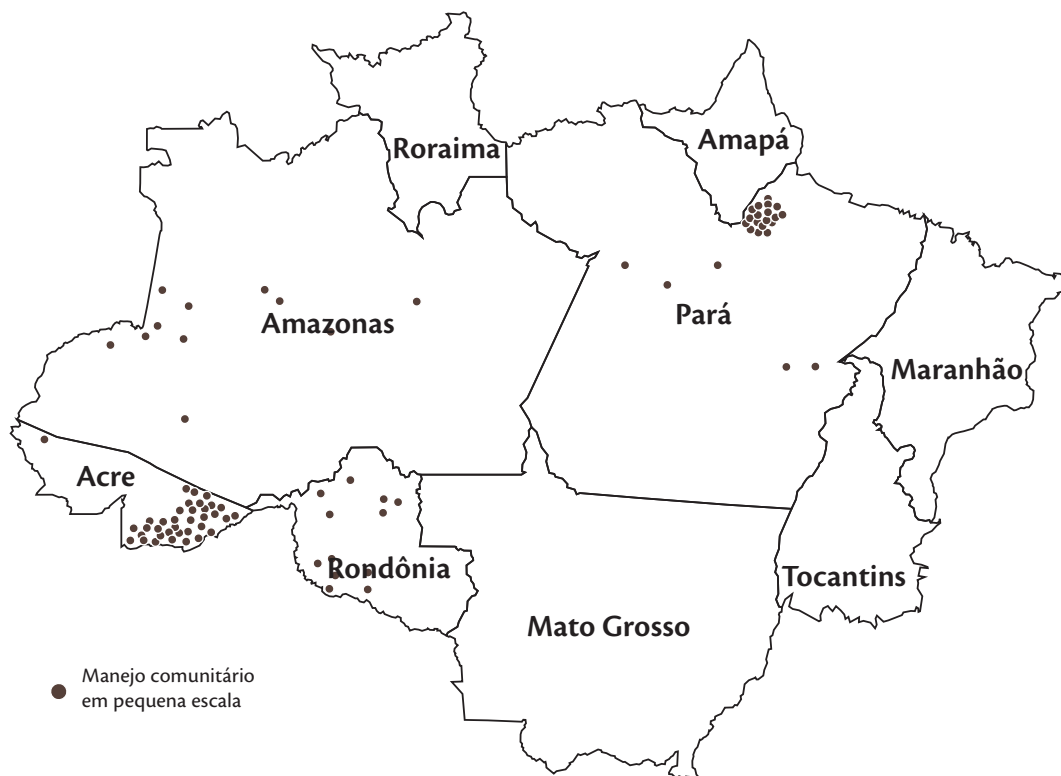 Roraima
Amapá
Amazonas
Pará
Maranhão
Acre
Rondônia
Tocantins
Mato Grosso
Manejo comunitário
em pequena escala